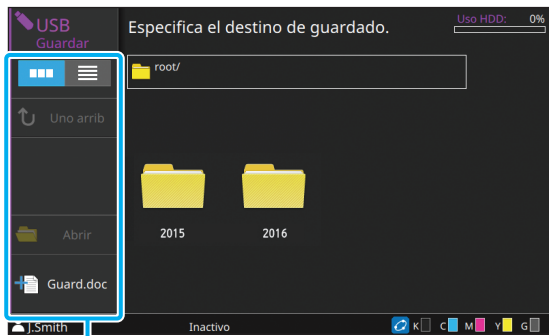 USB
Guardar
Especifica el destino de guardado.
Uso HDD: 0%
root/
Uno arrib
2015 2016
Abrir
Guard.doc
J.Smith Inactivo K C M Y G